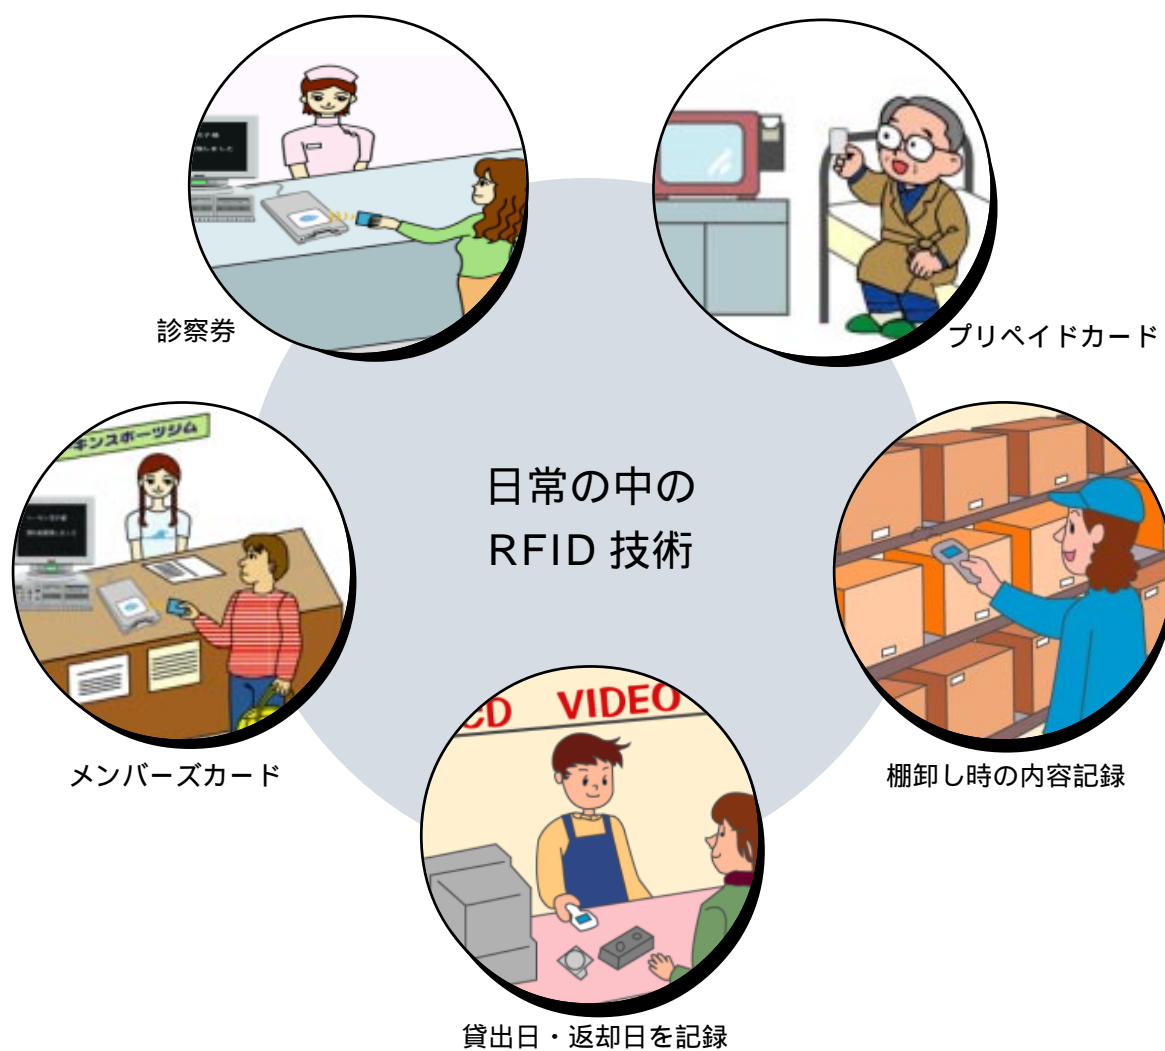 診察券
プリペイドカード
キンスポーツジム
日常の中の
RFID 技術
メンバーズカード
棚卸し時の内容記録
CD VIDEO
貸出日・返却日を記録